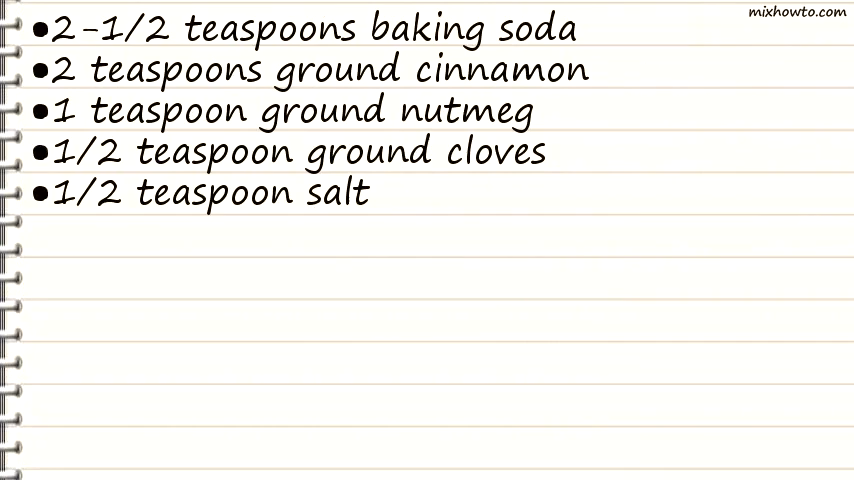 mixhowto.com
•2-1/2 teaspoons baking soda
•2 teaspoons ground cinnamon
•1 teaspoon ground nutmeg
•1/2 teaspoon ground cloves
•1/2 teaspoon salt